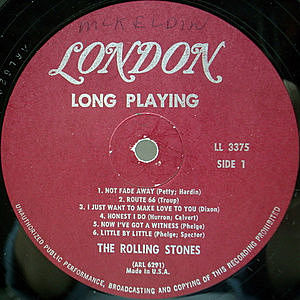 McKELDIN
LONDON
LONG PLAYING
LL 3375
SIDE 1
1. NOT FADE AWAY (Petty; Hardin)
2. ROUTE 66 (Troup)
3. I JUST WANT TO MAKE LOVE TO YOU (Dixon)
4. HONEST I DO (Hurron; Calvert)
5. NOW I'VE GOT A WITNESS (Phelge)
6. LITTLE BY LITTLE (Phelge; Spector)
THE ROLLING STONES
(ARL 6291)
Made in U.S.A.
UNAUTHORIZED PUBLIC PERFORMANCE, BROADCASTING AND COPYING OF THIS RECORD PROHIBITED